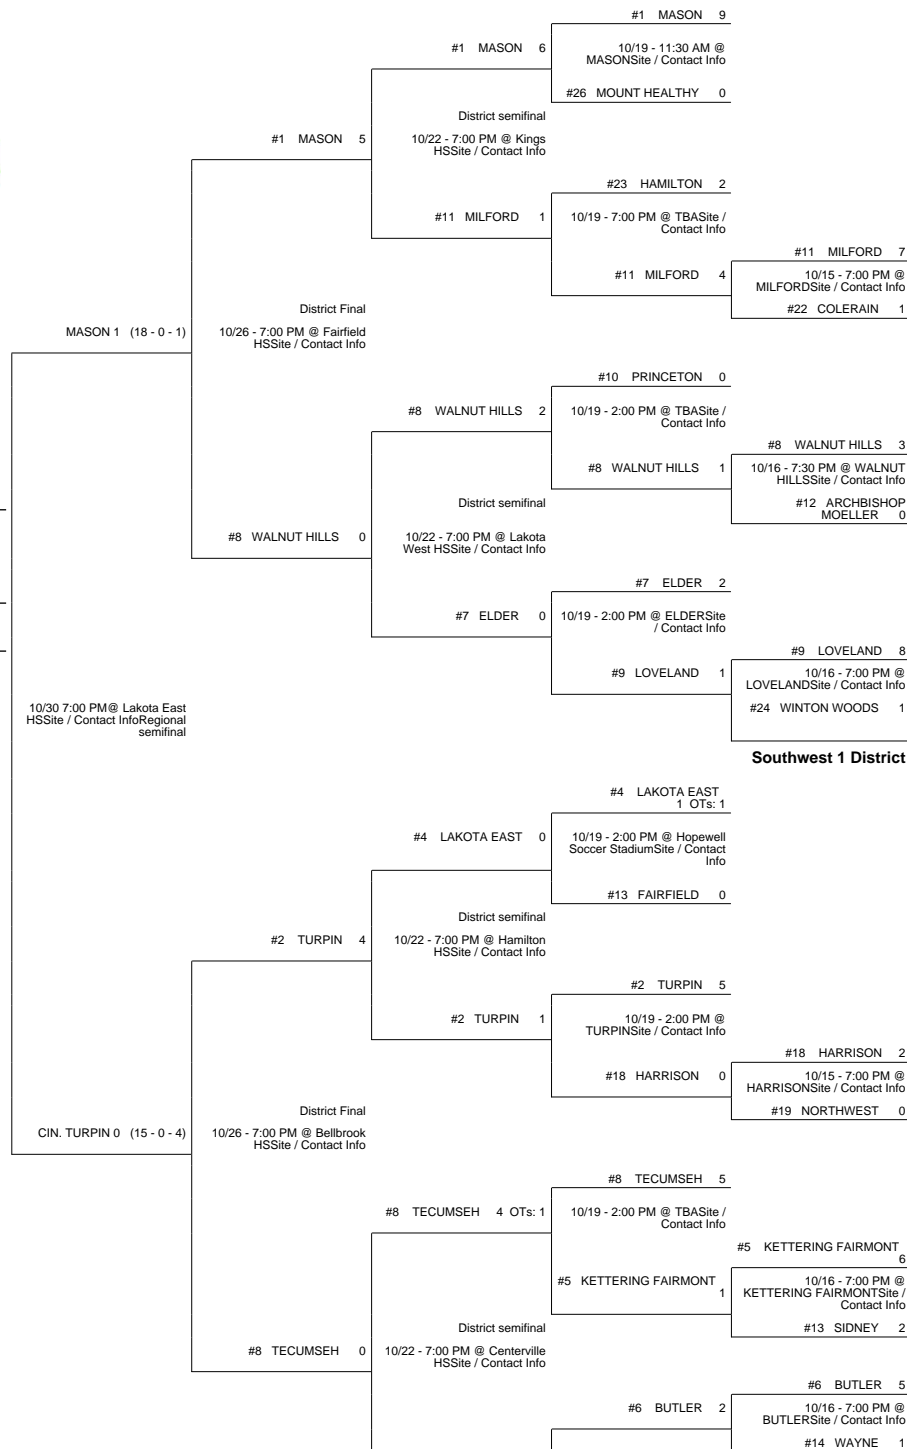 #1 MASON 9
#1 MASON 6
10/19 - 11:30 AM @
MASONSite / Contact Info
#26 MOUNT HEALTHY 0
District semifinal
#1 MASON 5
10/22 - 7:00 PM @ Kings
HSSite / Contact Info
#23 HAMILTON 2
#11 MILFORD 1
10/19 - 7:00 PM @ TBASite /
Contact Info
#11 MILFORD 7
#11 MILFORD 4
10/15 - 7:00 PM @
MILFORDSite / Contact Info
#22 COLERAIN 1
District Final
MASON 1 (18 - 0 - 1)
10/26 - 7:00 PM @ Fairfield
HSSite / Contact Info
#10 PRINCETON 0
#8 WALNUT HILLS 2
10/19 - 2:00 PM @ TBASite /
Contact Info
#8 WALNUT HILLS 3
#8 WALNUT HILLS 1
10/16 - 7:30 PM @ WALNUT
HILLSSite / Contact Info
#12 ARCHBISHOP
MOELLER 0
District semifinal
#8 WALNUT HILLS 0
10/22 - 7:00 PM @ Lakota
West HSSite / Contact Info
#7 ELDER 2
#7 ELDER 0
10/19 - 2:00 PM @ ELDERSite
/ Contact Info
#9 LOVELAND 8
#9 LOVELAND 1
10/16 - 7:00 PM @
LOVELANDSite / Contact Info
#24 WINTON WOODS 1
10/30 7:00 PM@ Lakota East
HSSite / Contact InfoRegional
semifinal
Southwest 1 District
#4 LAKOTA EAST
1 OTs: 1
#4 LAKOTA EAST 0
10/19 - 2:00 PM @ Hopewell
Soccer StadiumSite / Contact
Info
#13 FAIRFIELD 0
District semifinal
#2 TURPIN 4
10/22 - 7:00 PM @ Hamilton
HSSite / Contact Info
#2 TURPIN 5
#2 TURPIN 1
10/19 - 2:00 PM @
TURPINSite / Contact Info
#18 HARRISON 2
#18 HARRISON 0
10/15 - 7:00 PM @
HARRISONSite / Contact Info
#19 NORTHWEST 0
District Final
CIN. TURPIN 0 (15 - 0 - 4)
10/26 - 7:00 PM @ Bellbrook
HSSite / Contact Info
#8 TECUMSEH 5
#8 TECUMSEH 4 OTs: 1
10/19 - 2:00 PM @ TBASite /
Contact Info
#5 KETTERING FAIRMONT
6
#5 KETTERING FAIRMONT
1
10/16 - 7:00 PM @
KETTERING FAIRMONTSite /
Contact Info
#13 SIDNEY 2
District semifinal
#8 TECUMSEH 0
10/22 - 7:00 PM @ Centerville
HSSite / Contact Info
#6 BUTLER 5
#6 BUTLER 2
10/16 - 7:00 PM @
BUTLERSite / Contact Info
#14 WAYNE 1